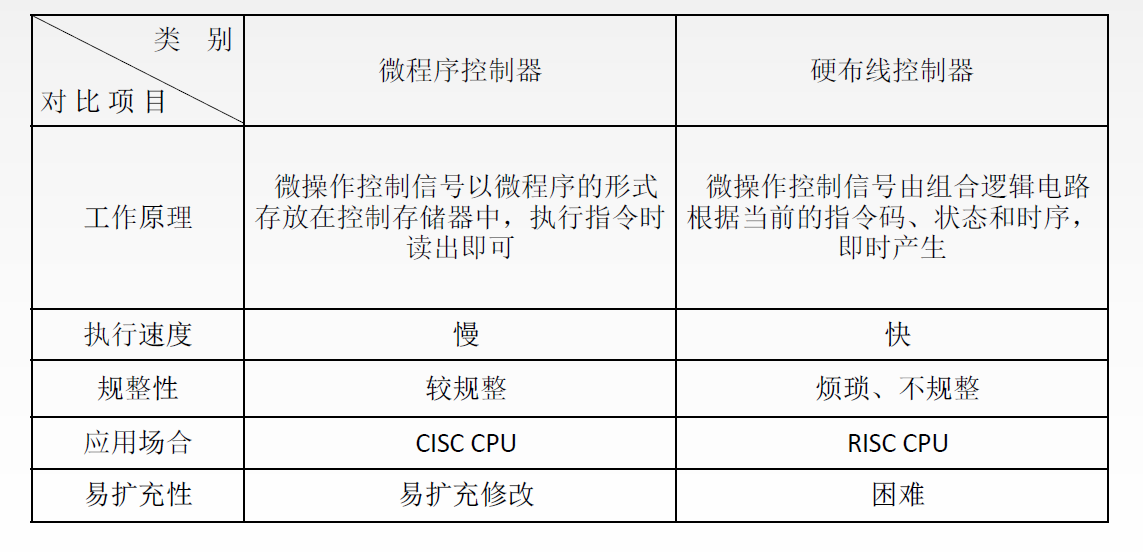 类 别
对比项目
微程序控制器
硬布线控制器
工作原理
微操作控制信号以微程序的形式
存放在控制存储器中，执行指令时
读出即可
微操作控制信号由组合逻辑电路
根据当前的指令码、状态和时序，
即时产生
执行速度
慢
快
规整性
较规整
烦琐、不规整
应用场合
CISC CPU
RISC CPU
易扩充性
易扩充修改
困难